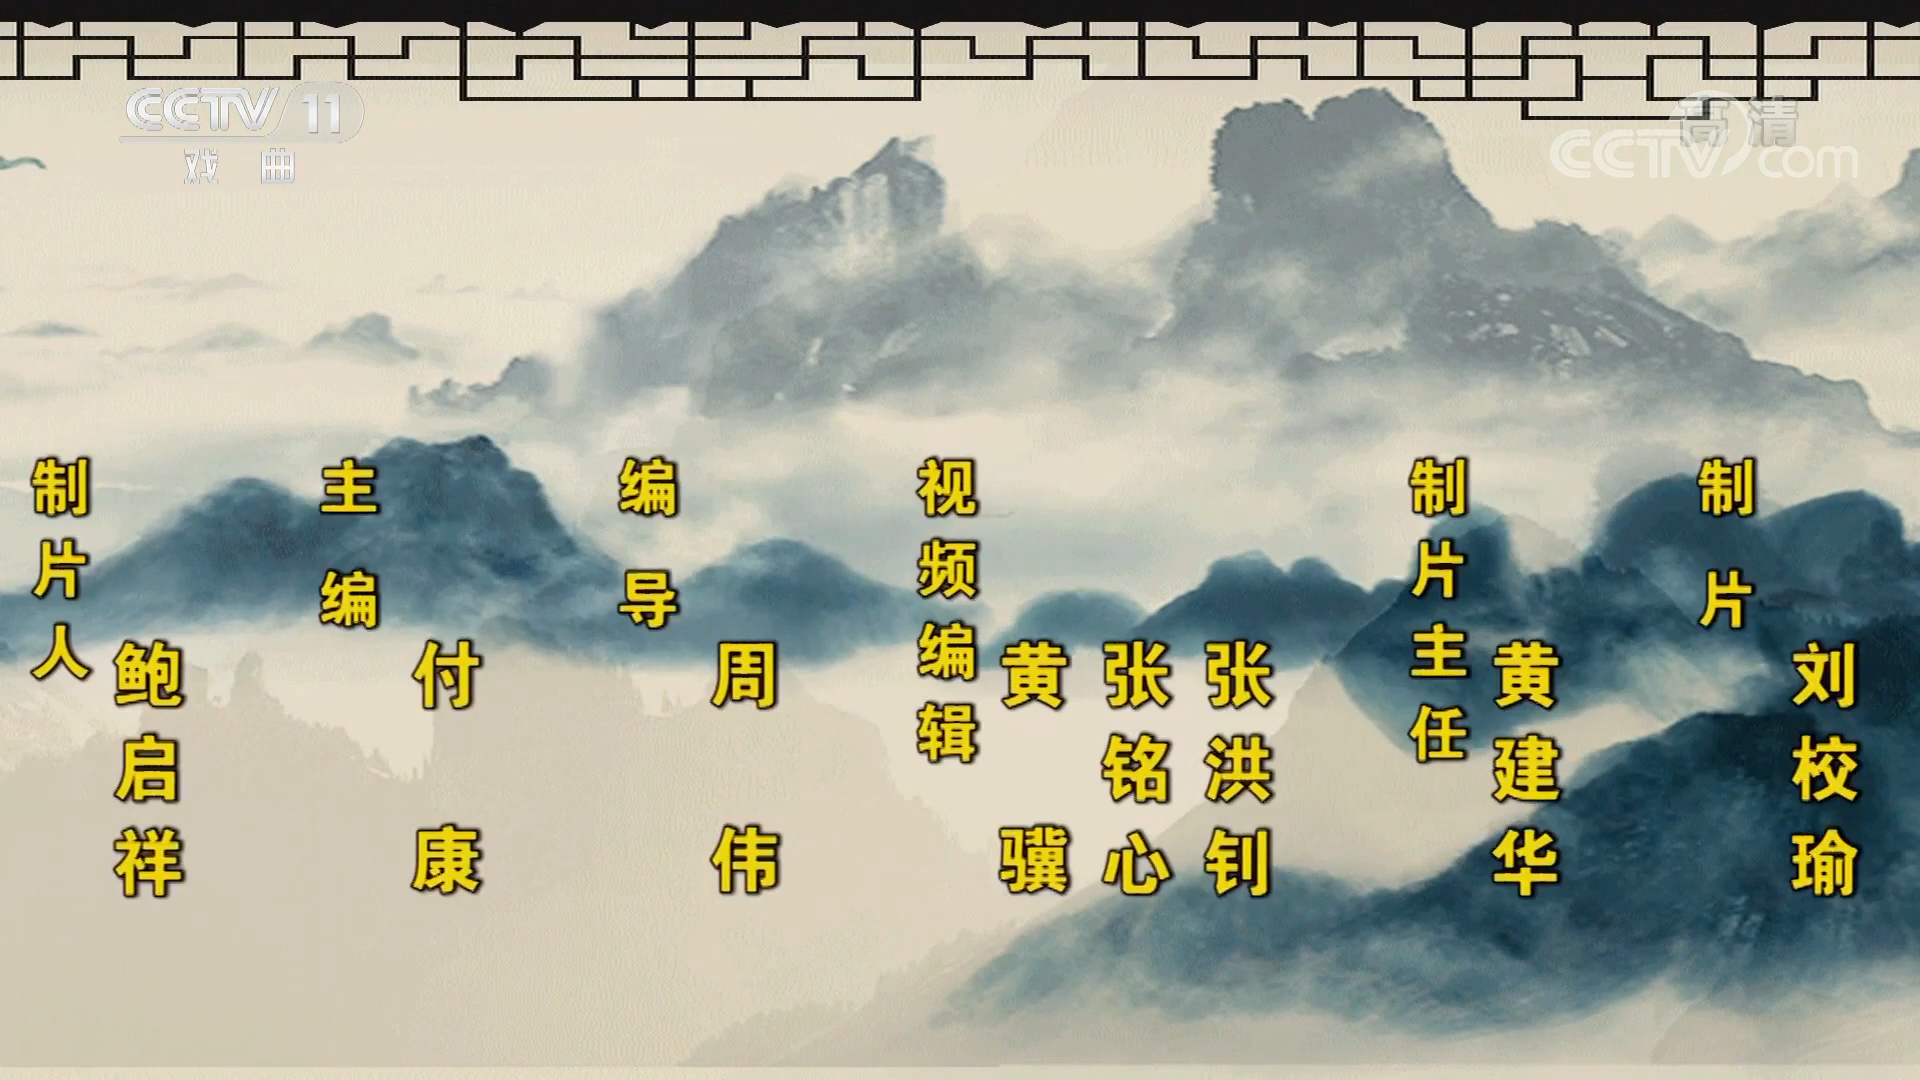 CCTV 11
戏曲
高清
CCTV com
制片人
鲍启祥
主编
付康
编导
周伟
视频编辑
黄骥
张铭心
张洪钊
制片主任
黄建华
制片
刘校瑜